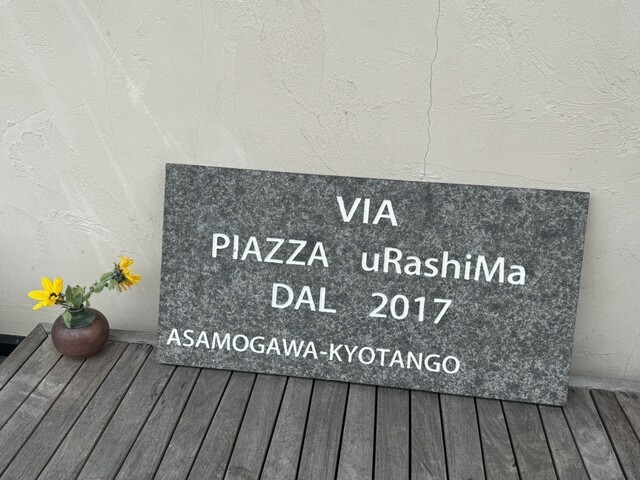 VIA
PIAZZA uRashiMa
DAL 2017
ASAMOGAWA-KYOTANGO